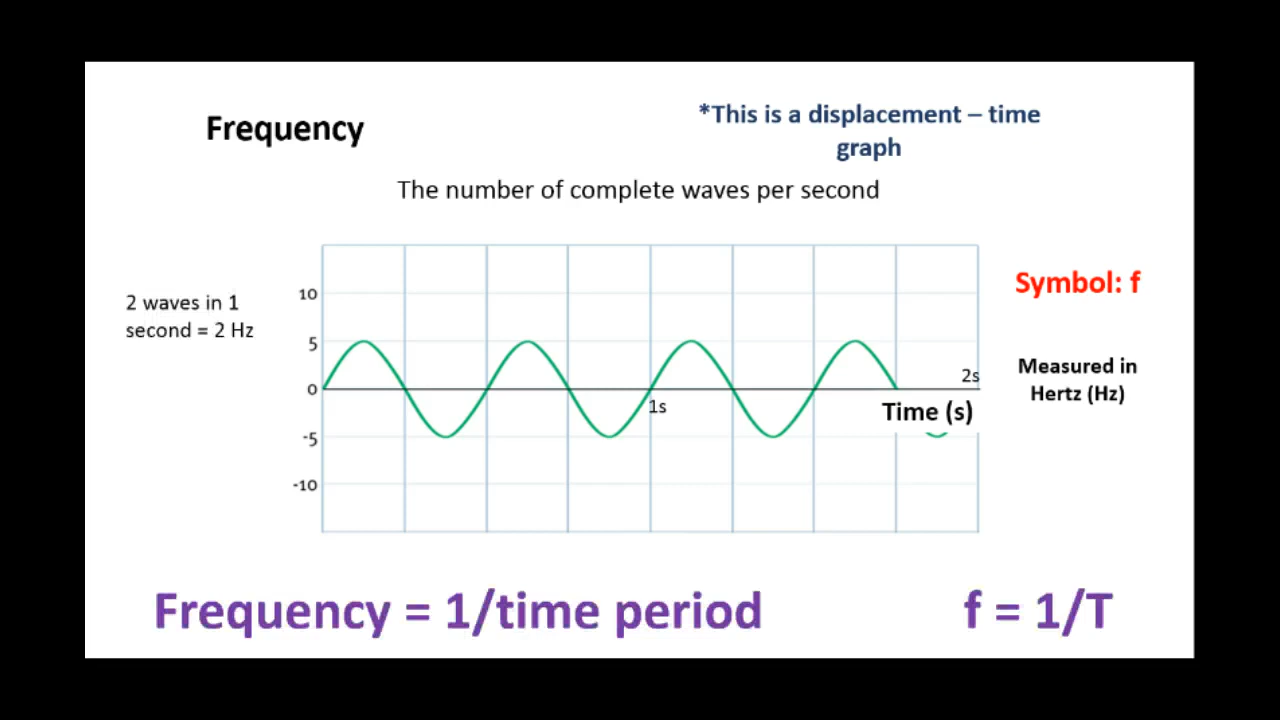 Frequency
*This is a displacement – time
graph
The number of complete waves per second
2 waves in 1
second = 2 Hz
10
5
0
-5
-10
1s
2s
Time (s)
Symbol: f
Measured in
Hertz (Hz)
Frequency = 1/time period
f = 1/T